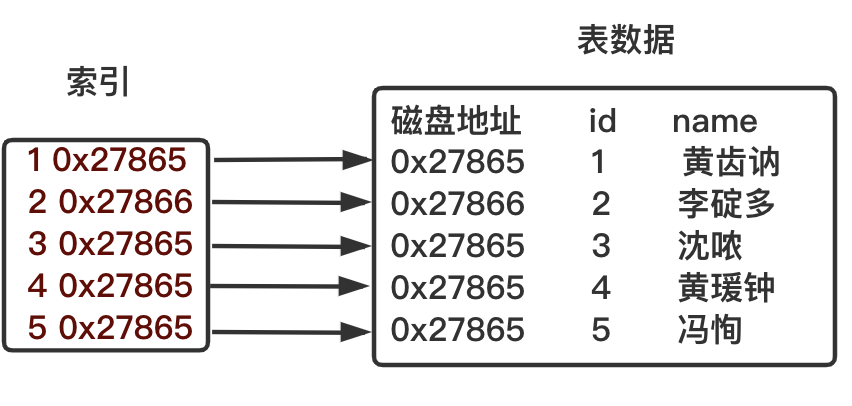 表数据
索引
磁盘地址 id name
1 0x27865
0x27865 1 黄齿讷
2 0x27866
0x27866 2 李碇多
3 0x27865
0x27865 3 沈哝
4 0x27865
0x27865 4 黄瑗钟
5 0x27865
0x27865 5 冯恂